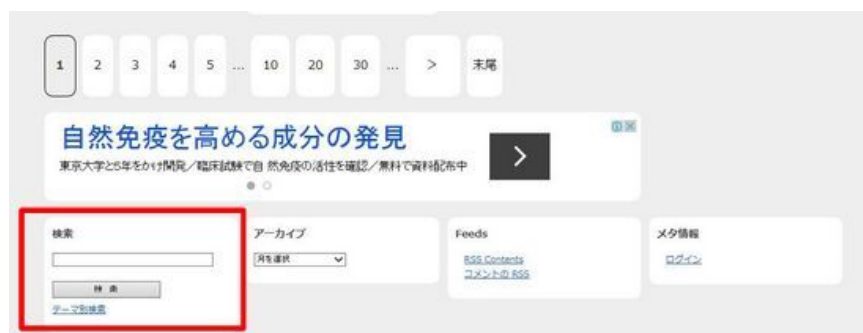 1 2 3 4 5 ... 10 20 30 ... > 末尾
自然免疫を高める成分の発見
東京大学と5年をかけ開発／臨床試験で自然免疫の活性を確認／無料で資料配布中
検索
検 索
テーマ別検索
アーカイブ
月を選択
Feeds
RSS Contents
コメントの RSS
メタ情報
ログイン